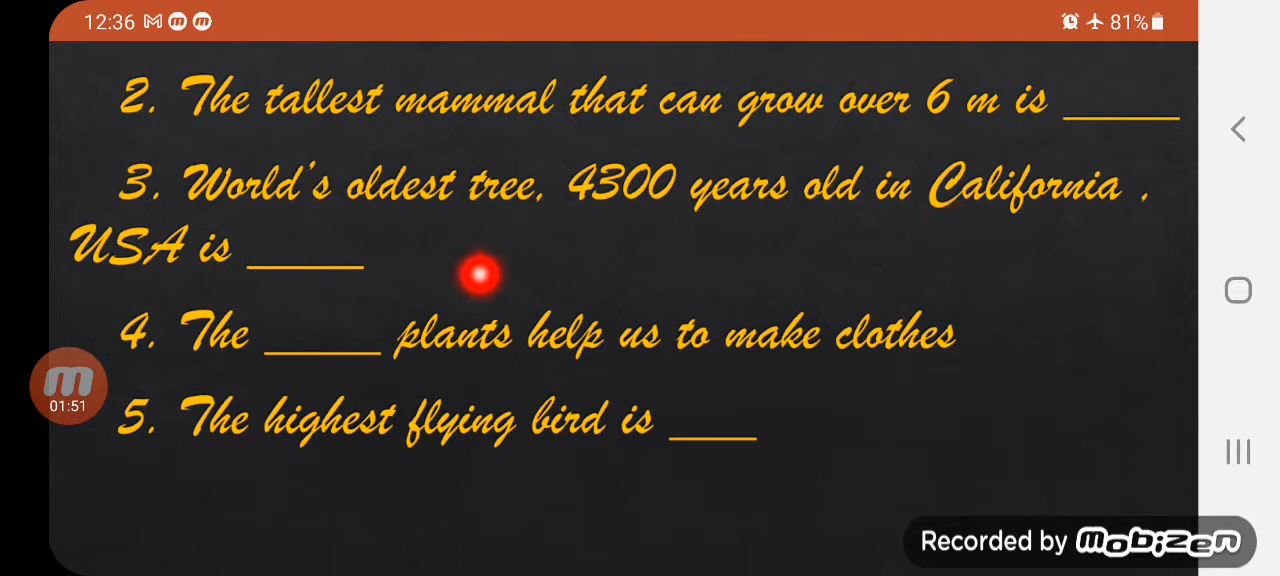 12:36 81%
2. The tallest mammal that can grow over 6 m is ______
3. World's oldest tree, 4300 years old in California ,
USA is ______
4. The ______ plants help us to make clothes
01:51
5. The highest flying bird is ____
Recorded by mobizen